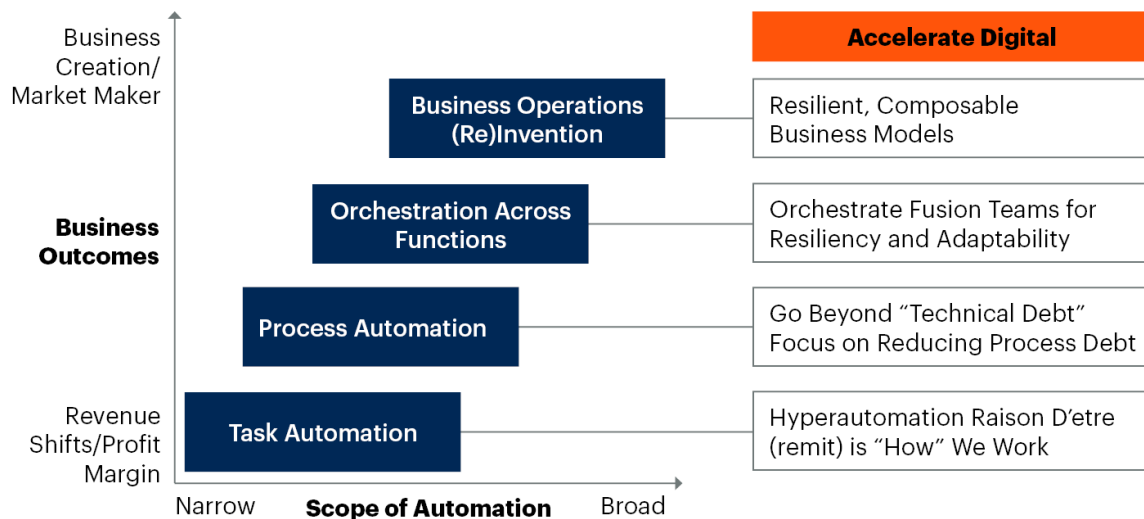 Business
Creation/
Market Maker
Accelerate Digital
Business Operations
(Re)Invention
Resilient, Composable
Business Models
Business
Outcomes
Orchestration Across
Functions
Orchestrate Fusion Teams for
Resiliency and Adaptability
Process Automation
Go Beyond “Technical Debt”
Focus on Reducing Process Debt
Revenue
Shifts/Profit
Margin
Task Automation
Hyperautomation Raison D’etre
(remit) is “How” We Work
Narrow
Scope of Automation
Broad